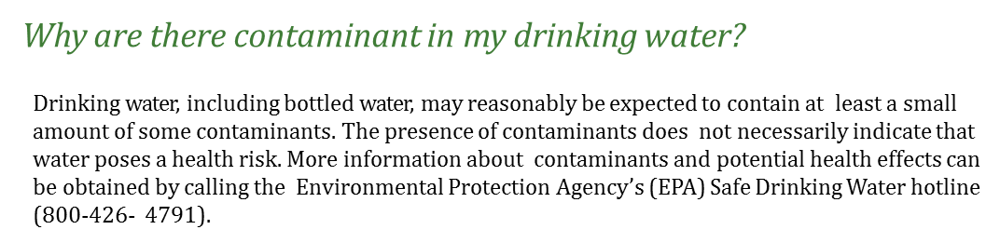 Why are there contaminant in my drinking water?
Drinking water, including bottled water, may reasonably be expected to contain at least a small
amount of some contaminants. The presence of contaminants does not necessarily indicate that
water poses a health risk. More information about contaminants and potential health effects can
be obtained by calling the Environmental Protection Agency’s (EPA) Safe Drinking Water hotline
(800-426- 4791).